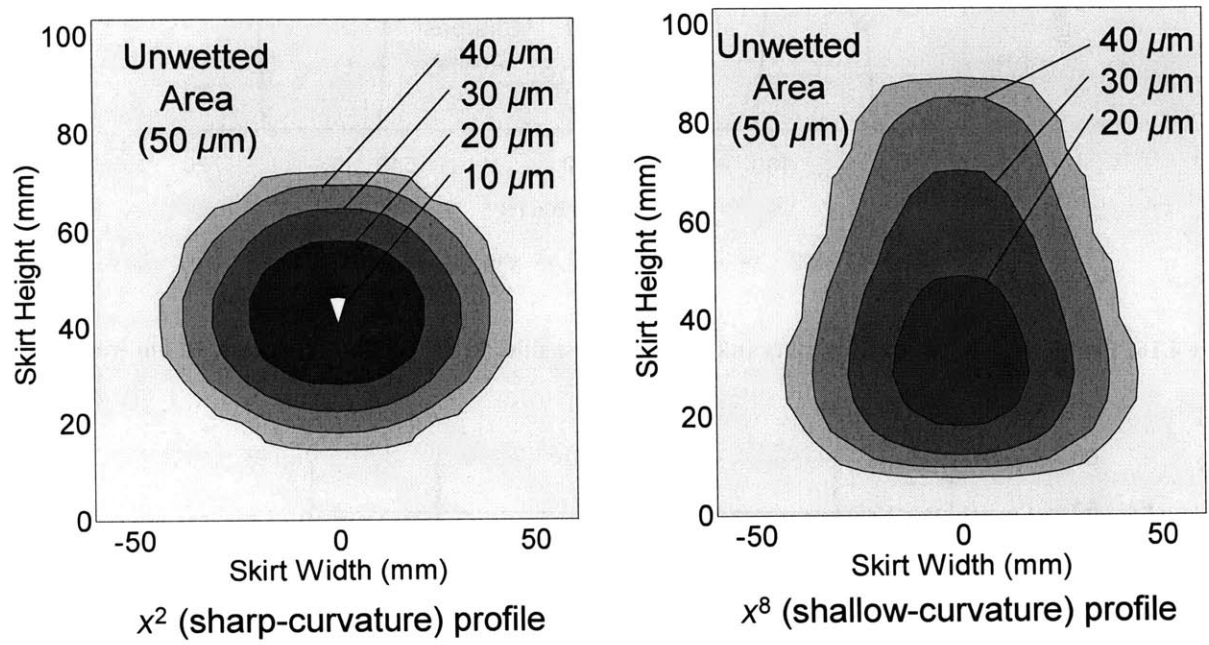 100
80
60
40
20
0
Skirt Height (mm)
Unwetted
Area
(50 µm)
40 µm
30 µm
20 µm
10 µm
-50 0 50
Skirt Width (mm)
x² (sharp-curvature) profile
100
80
60
40
20
0
Skirt Height (mm)
Unwetted
Area
(50 µm)
40 µm
30 µm
20 µm
-50 0 50
Skirt Width (mm)
x⁸ (shallow-curvature) profile